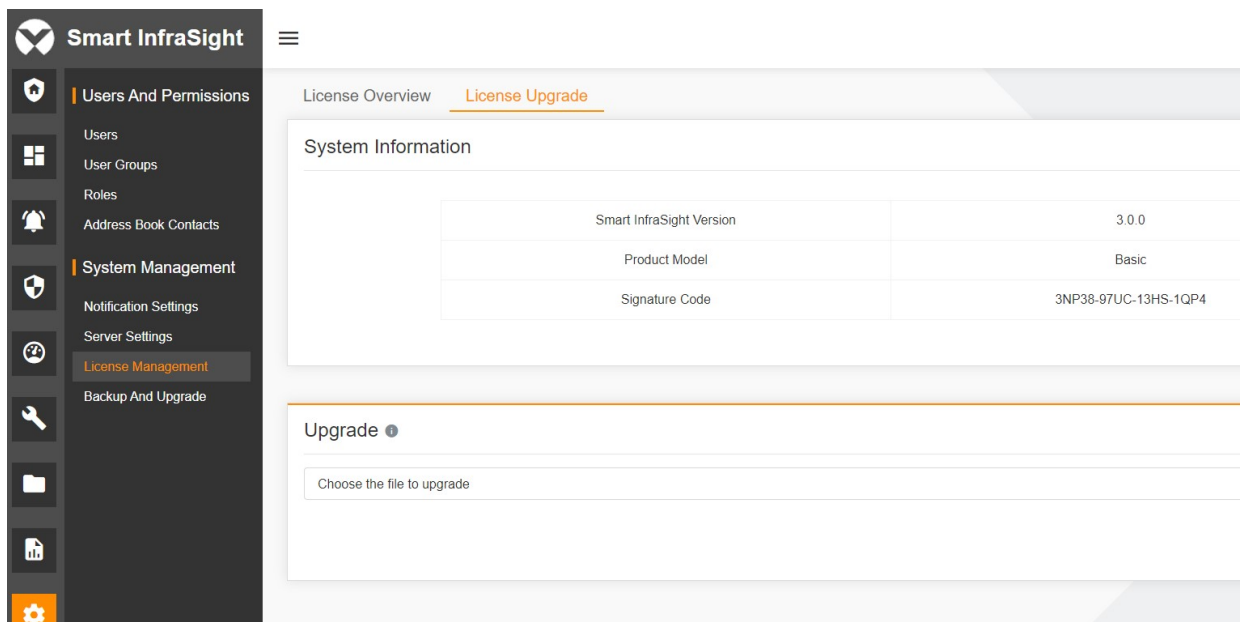 Smart InfraSight
Users And Permissions
Users
User Groups
Roles
Address Book Contacts
System Management
Notification Settings
Server Settings
License Management
Backup And Upgrade
License Overview License Upgrade
System Information
Smart InfraSight Version 3.0.0
Product Model Basic
Signature Code 3NP38-97UC-13HS-1QP4
Upgrade
Choose the file to upgrade